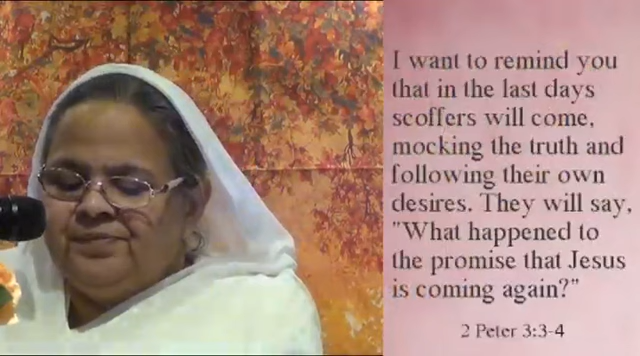 I want to remind you
that in the last days
scoffers will come,
mocking the truth and
following their own
desires. They will say,
"What happened to
the promise that Jesus
is coming again?"
2 Peter 3:3-4